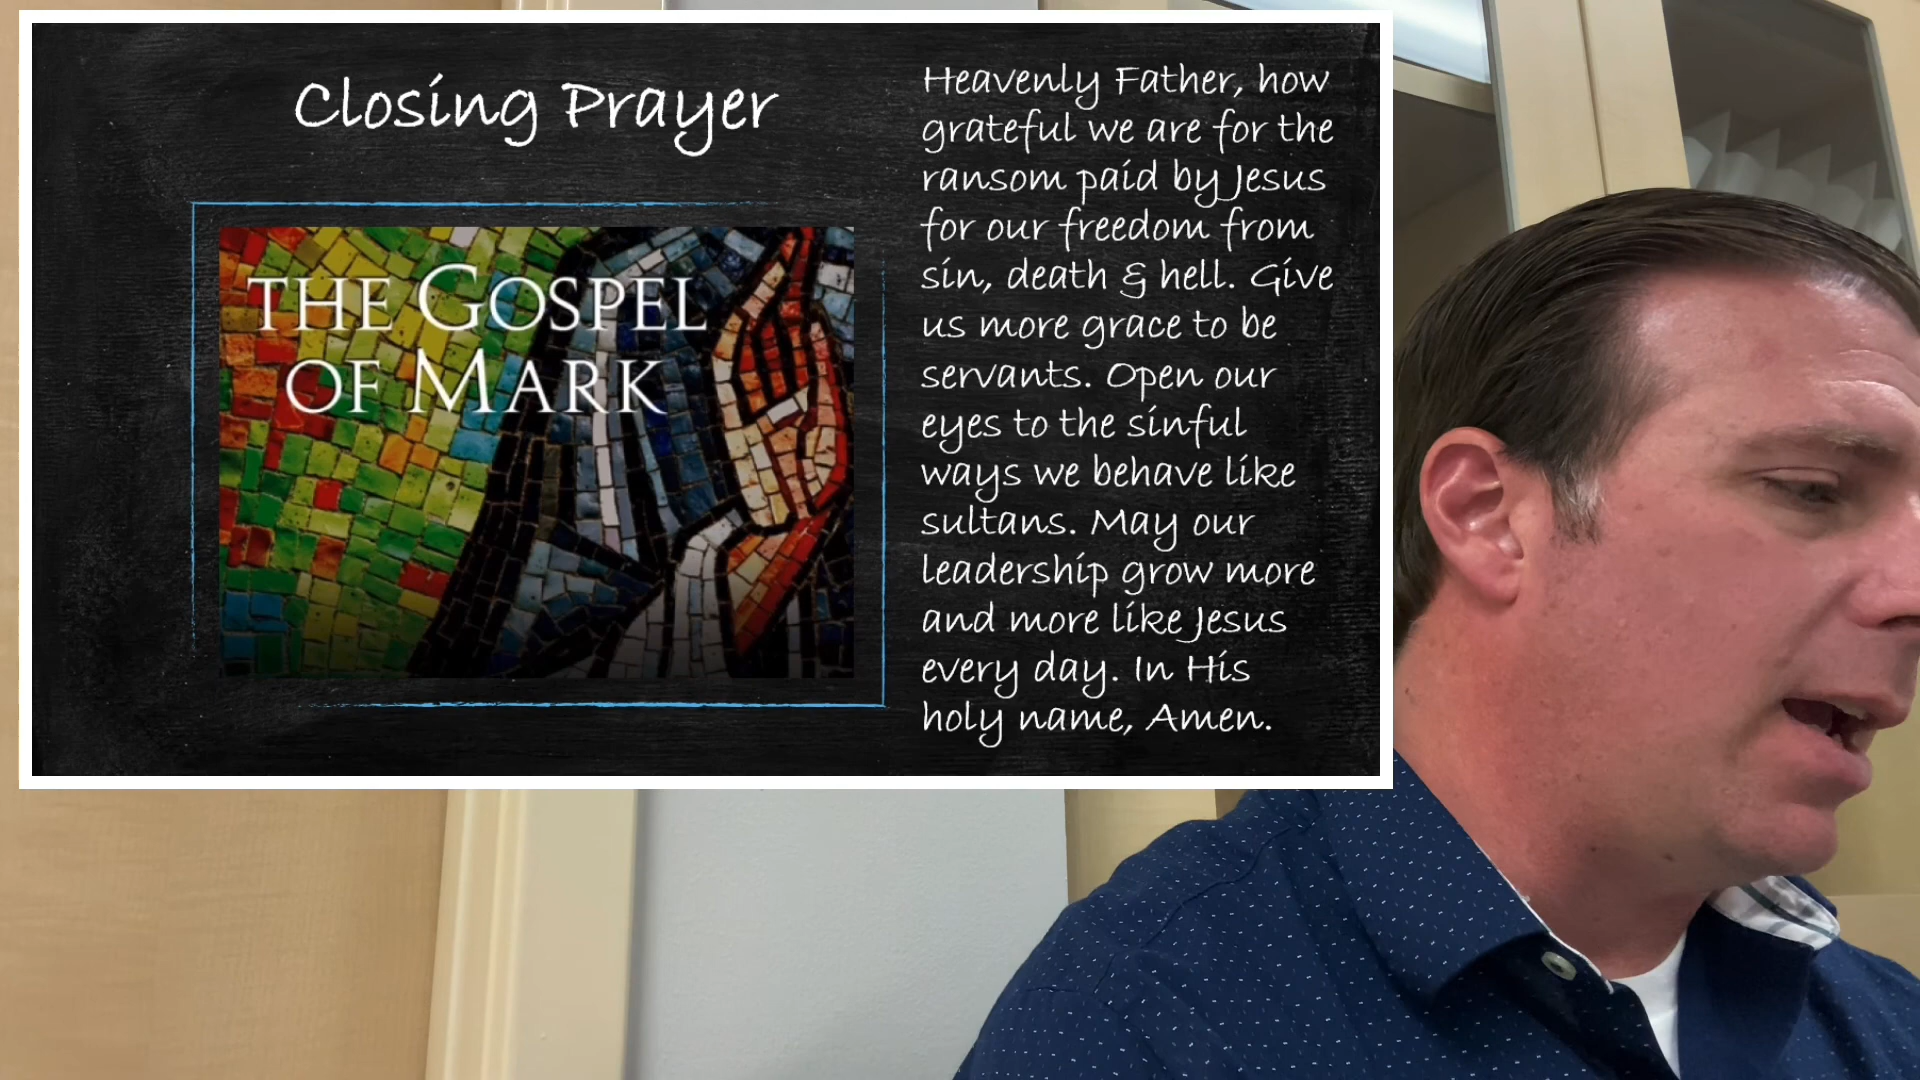 Closing Prayer
THE GOSPEL
OF MARK
Heavenly Father, how
grateful we are for the
ransom paid by Jesus
for our freedom from
sin, death & hell. Give
us more grace to be
servants. Open our
eyes to the sinful
ways we behave like
sultans. May our
leadership grow more
and more like Jesus
every day. In His
holy name, Amen.